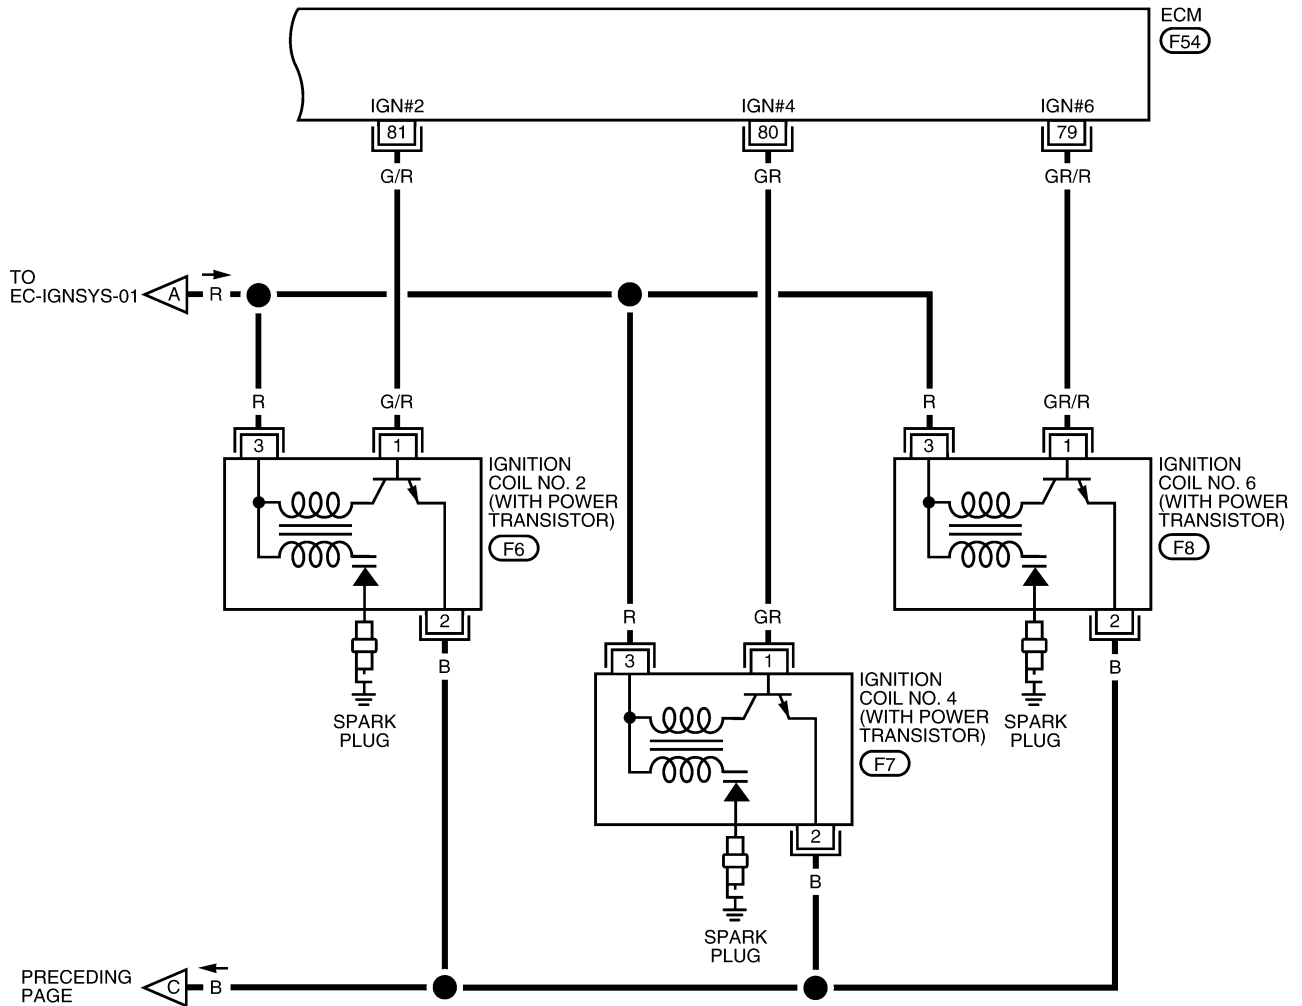 ECM
F54
IGN#2
IGN#4
IGN#6
81
80
79
G/R
GR
GR/R
TO
EC-IGNSYS-01
A
R
R
G/R
R
GR/R
3
1
3
1
IGNITION
COIL NO. 2
(WITH POWER
TRANSISTOR)
F6
IGNITION
COIL NO. 6
(WITH POWER
TRANSISTOR)
F8
2
2
R
GR
B
B
3
1
SPARK
PLUG
IGNITION
COIL NO. 4
(WITH POWER
TRANSISTOR)
F7
SPARK
PLUG
2
B
SPARK
PLUG
PRECEDING
PAGE
C
B